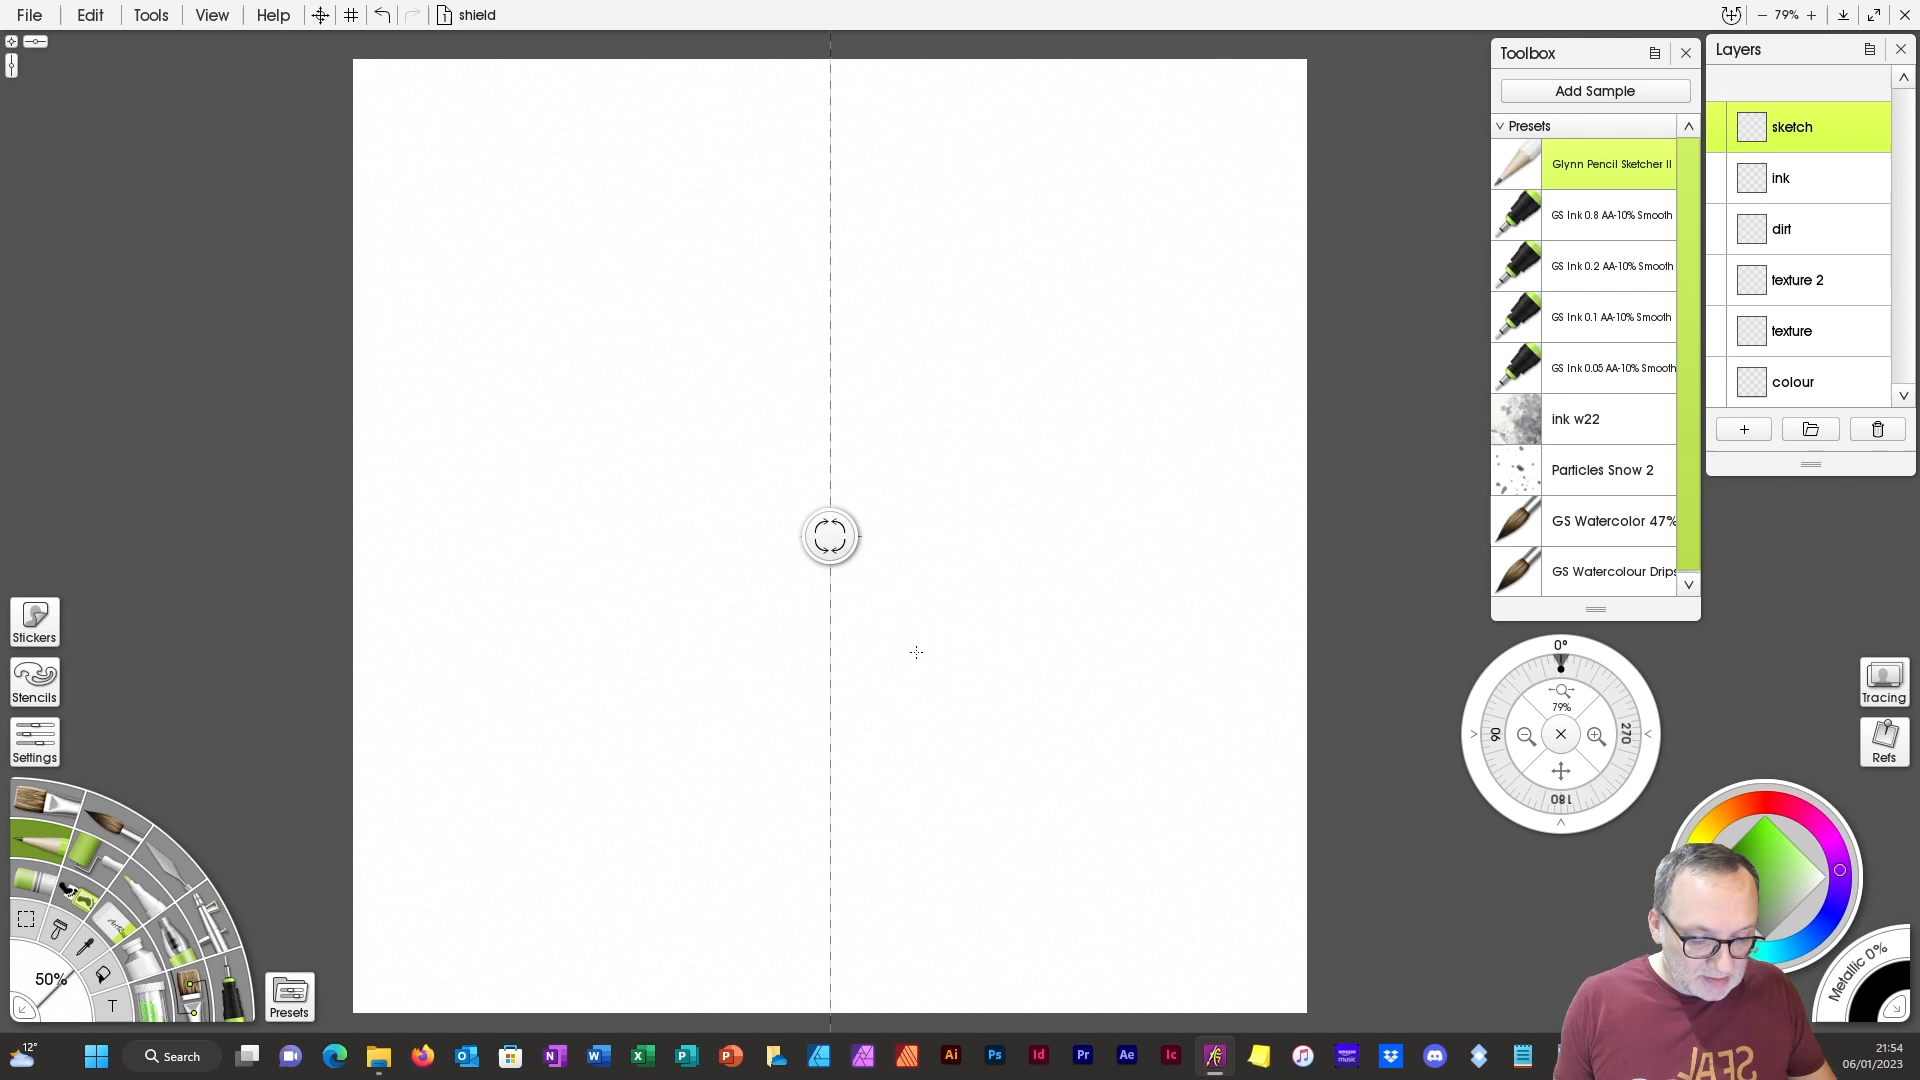 File Edit Tools View Help shield 79%
Toolbox
Layers
Add Sample
Presets
Glynn Pencil Sketcher II
GS Ink 0.8 AA-10% Smooth
GS Ink 0.2 AA-10% Smooth
GS Ink 0.1 AA-10% Smooth
GS Ink 0.05 AA-10% Smooth
ink w22
Particles Snow 2
GS Watercolor 47%
GS Watercolour Drips
sketch
ink
dirt
texture 2
texture
colour
Stickers
Stencils
Settings
50%
T
Presets
0°
79%
90
270
180
Tracing
Refs
Metallic 0%
SEAL
12°
Search
Ai Ps Id Pr Ae Ic
amazon music
21:54
06/01/2023